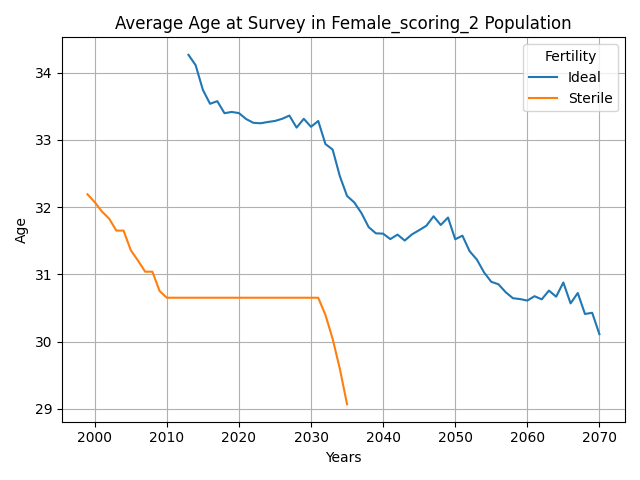 Average Age at Survey in Female_scoring_2 Population
Fertility
Ideal
Sterile
Age
34
33
32
31
30
29
2000 2010 2020 2030 2040 2050 2060 2070
Years